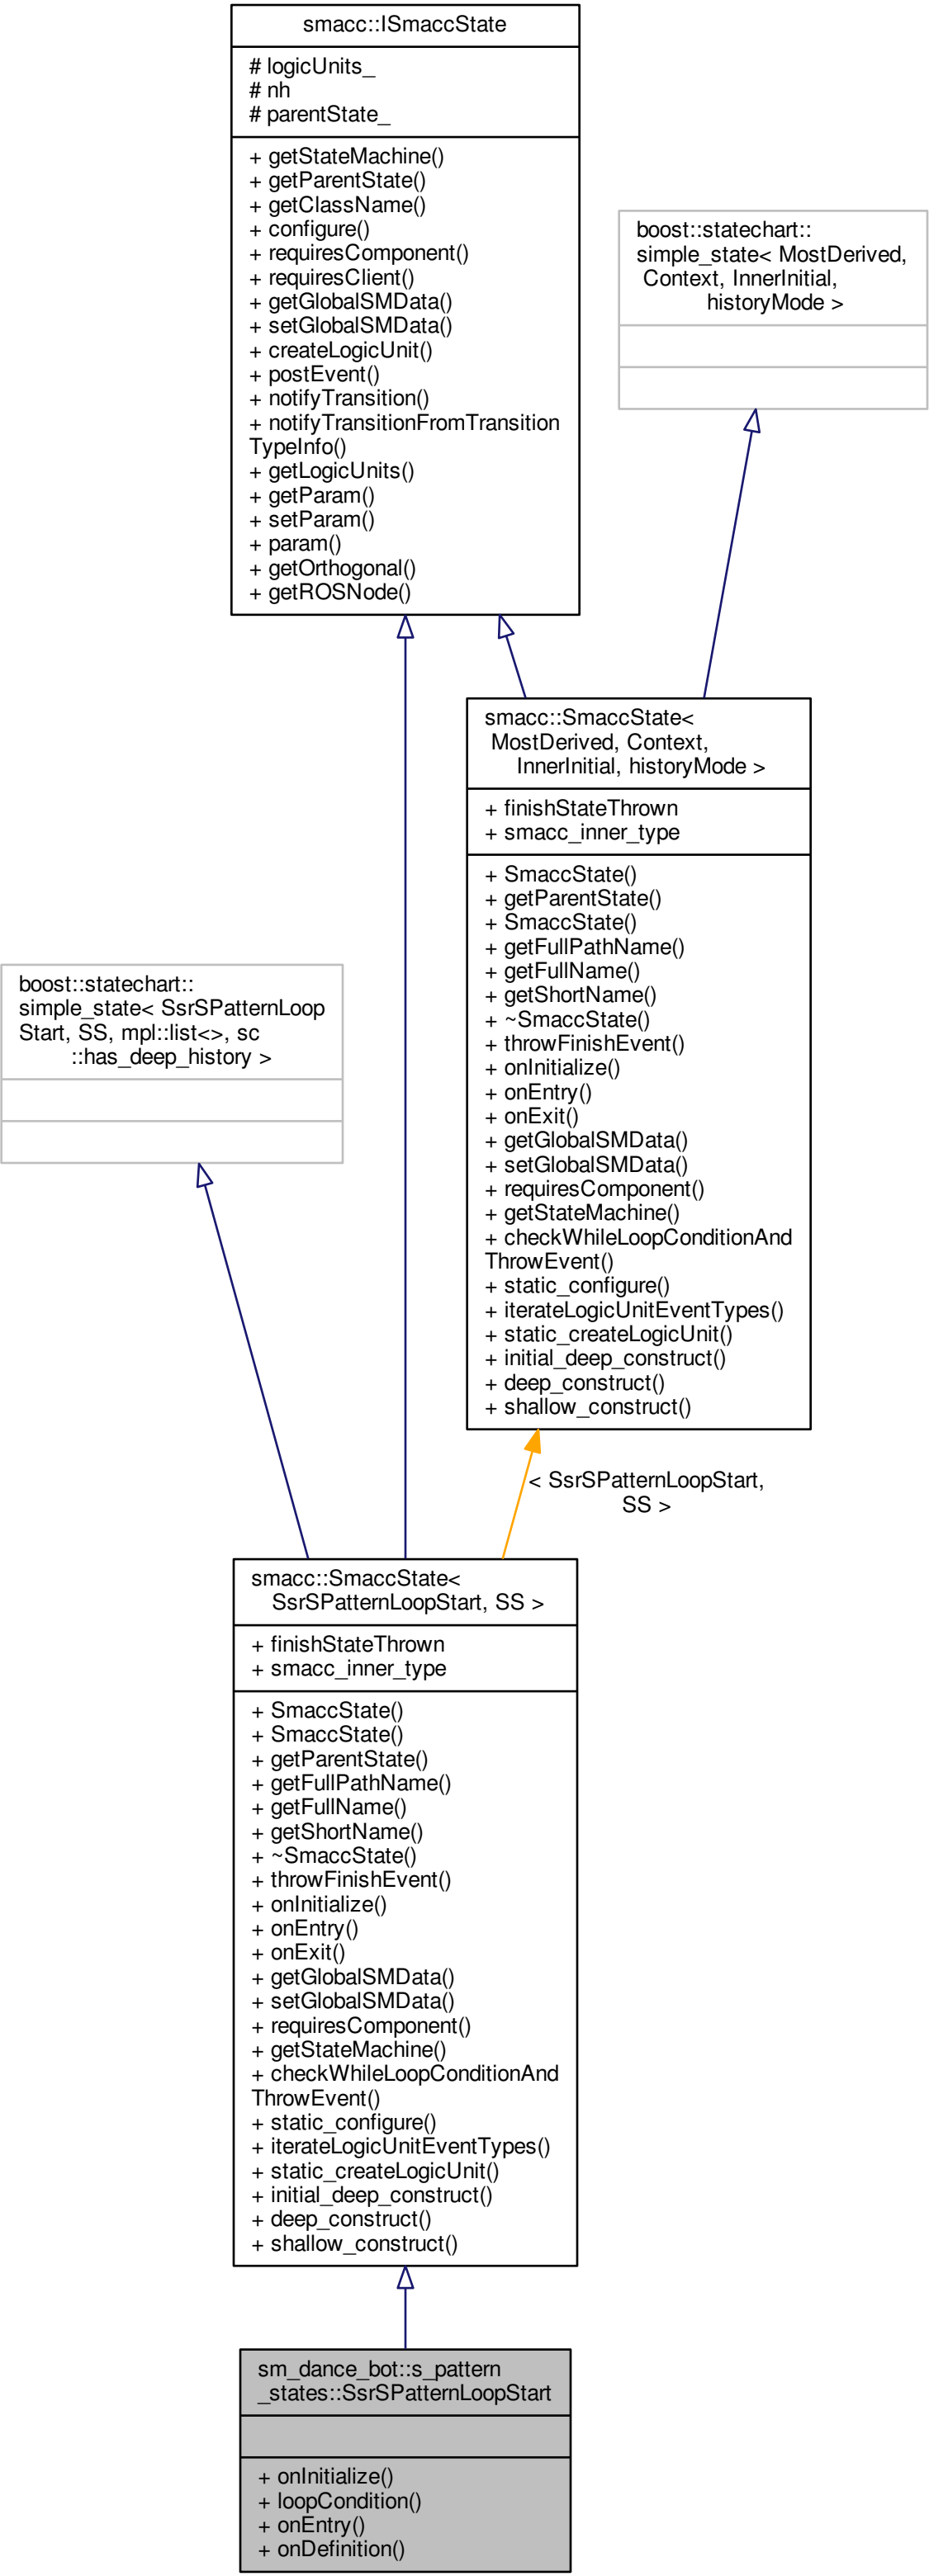 smacc::ISmaccState
# logicUnits_
# nh
# parentState_
+ getStateMachine()
+ getParentState()
+ getClassName()
+ configure()
+ requiresComponent()
+ requiresClient()
+ getGlobalSMData()
+ setGlobalSMData()
+ createLogicUnit()
+ postEvent()
+ notifyTransition()
+ notifyTransitionFromTransition
TypeInfo()
+ getLogicUnits()
+ getParam()
+ setParam()
+ param()
+ getOrthogonal()
+ getROSNode()
boost::statechart::
simple_state< MostDerived,
Context, InnerInitial,
historyMode >
smacc::SmaccState<
MostDerived, Context,
InnerInitial, historyMode >
+ finishStateThrown
+ smacc_inner_type
+ SmaccState()
+ getParentState()
+ SmaccState()
+ getFullPathName()
+ getFullName()
+ getShortName()
+ ~SmaccState()
+ throwFinishEvent()
+ onInitialize()
+ onEntry()
+ onExit()
+ getGlobalSMData()
+ setGlobalSMData()
+ requiresComponent()
+ getStateMachine()
+ checkWhileLoopConditionAnd
ThrowEvent()
+ static_configure()
+ iterateLogicUnitEventTypes()
+ static_createLogicUnit()
+ initial_deep_construct()
+ deep_construct()
+ shallow_construct()
boost::statechart::
simple_state< SsrSPatternLoop
Start, SS, mpl::list<>, sc
::has_deep_history >
< SsrSPatternLoopStart,
SS >
smacc::SmaccState<
SsrSPatternLoopStart, SS >
+ finishStateThrown
+ smacc_inner_type
+ SmaccState()
+ SmaccState()
+ getParentState()
+ getFullPathName()
+ getFullName()
+ getShortName()
+ ~SmaccState()
+ throwFinishEvent()
+ onInitialize()
+ onEntry()
+ onExit()
+ getGlobalSMData()
+ setGlobalSMData()
+ requiresComponent()
+ getStateMachine()
+ checkWhileLoopConditionAnd
ThrowEvent()
+ static_configure()
+ iterateLogicUnitEventTypes()
+ static_createLogicUnit()
+ initial_deep_construct()
+ deep_construct()
+ shallow_construct()
sm_dance_bot::s_pattern
_states::SsrSPatternLoopStart
+ onInitialize()
+ loopCondition()
+ onEntry()
+ onDefinition()